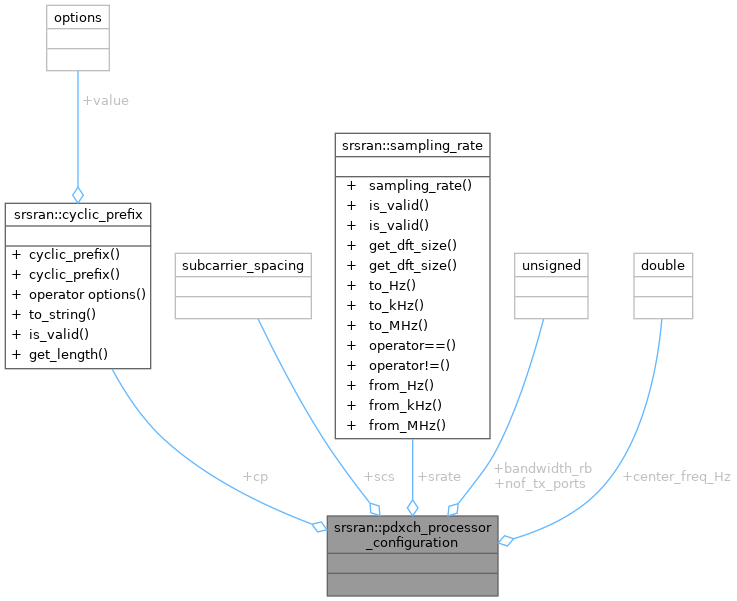 options
+value
srsran::cyclic_prefix
+ cyclic_prefix()
+ cyclic_prefix()
+ operator options()
+ to_string()
+ is_valid()
+ get_length()
subcarrier_spacing
srsran::sampling_rate
+ sampling_rate()
+ is_valid()
+ is_valid()
+ get_dft_size()
+ get_dft_size()
+ to_Hz()
+ to_kHz()
+ to_MHz()
+ operator==()
+ operator!=()
+ from_Hz()
+ from_kHz()
+ from_MHz()
unsigned
double
+cp
+scs
+srate
+bandwidth_rb
+nof_tx_ports
+center_freq_Hz
srsran::pdxch_processor
_configuration